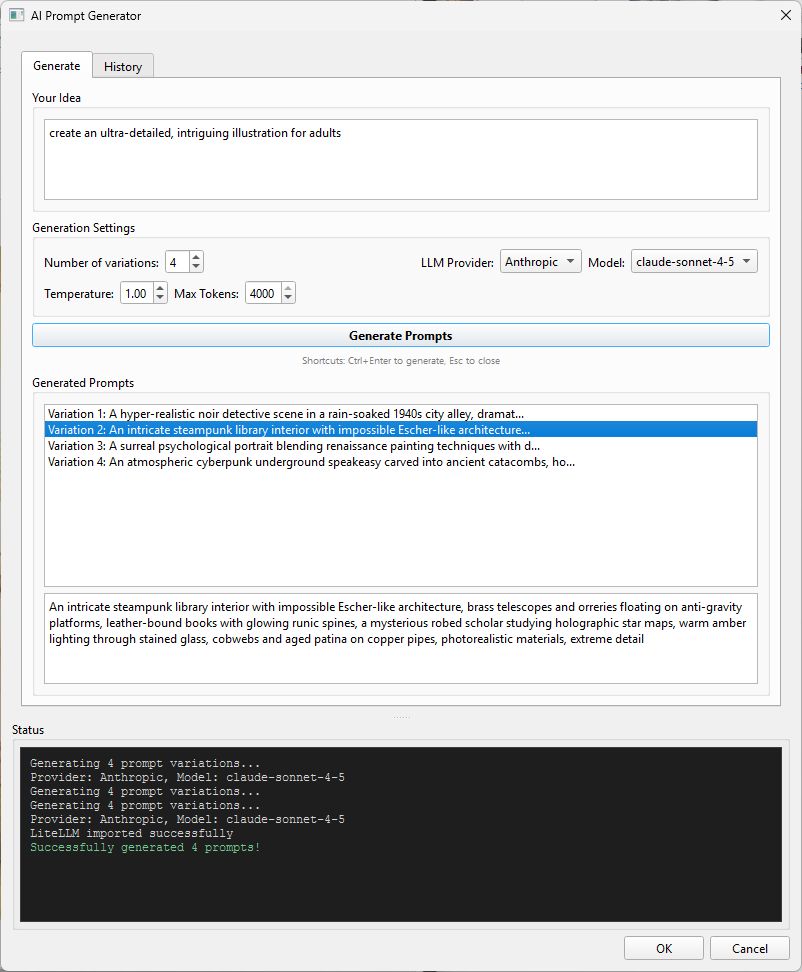 AI Prompt Generator
Generate
History
Your Idea
create an ultra-detailed, intriguing illustration for adults
Generation Settings
Number of variations: 4
LLM Provider: Anthropic
Model: claude-sonnet-4-5
Temperature: 1.00
Max Tokens: 4000
Generate Prompts
Shortcuts: Ctrl+Enter to generate, Esc to close
Generated Prompts
Variation 1: A hyper-realistic noir detective scene in a rain-soaked 1940s city alley, dramat...
Variation 2: An intricate steampunk library interior with impossible Escher-like architecture...
Variation 3: A surreal psychological portrait blending renaissance painting techniques with d...
Variation 4: An atmospheric cyberpunk underground speakeasy carved into ancient catacombs, ho...
An intricate steampunk library interior with impossible Escher-like architecture, brass telescopes and orreries floating on anti-gravity
platforms, leather-bound books with glowing runic spines, a mysterious robed scholar studying holographic star maps, warm amber
lighting through stained glass, cobwebs and aged patina on copper pipes, photorealistic materials, extreme detail
Status
Generating 4 prompt variations...
Provider: Anthropic, Model: claude-sonnet-4-5
Generating 4 prompt variations...
Generating 4 prompt variations...
Provider: Anthropic, Model: claude-sonnet-4-5
LiteLLM imported successfully
Successfully generated 4 prompts!
OK
Cancel